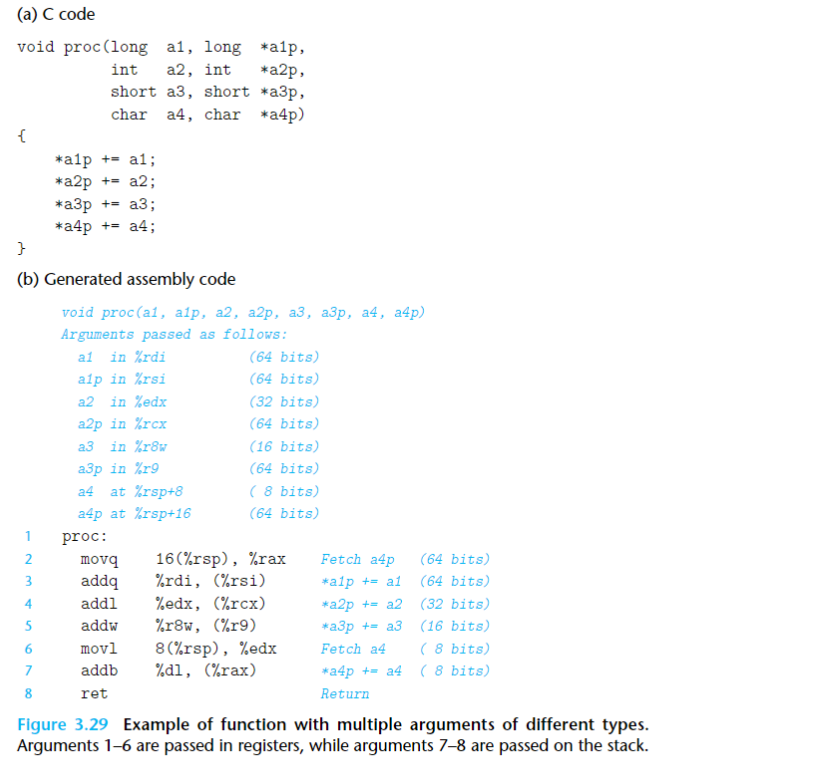 (a) C code
void proc(long a1, long *a1p,
int a2, int *a2p,
short a3, short *a3p,
char a4, char *a4p)
{
*a1p += a1;
*a2p += a2;
*a3p += a3;
*a4p += a4;
}
(b) Generated assembly code
void proc(a1, a1p, a2, a2p, a3, a3p, a4, a4p)
Arguments passed as follows:
a1 in %rdi (64 bits)
a1p in %rsi (64 bits)
a2 in %edx (32 bits)
a2p in %rcx (64 bits)
a3 in %r8w (16 bits)
a3p in %r9 (64 bits)
a4 at %rsp+8 ( 8 bits)
a4p at %rsp+16 (64 bits)
1 proc:
2 movq 16(%rsp), %rax Fetch a4p (64 bits)
3 addq %rdi, (%rsi) *a1p += a1 (64 bits)
4 addl %edx, (%rcx) *a2p += a2 (32 bits)
5 addw %r8w, (%r9) *a3p += a3 (16 bits)
6 movl 8(%rsp), %edx Fetch a4 ( 8 bits)
7 addb %dl, (%rax) *a4p += a4 ( 8 bits)
8 ret Return
Figure 3.29 Example of function with multiple arguments of different types.
Arguments 1–6 are passed in registers, while arguments 7–8 are passed on the stack.